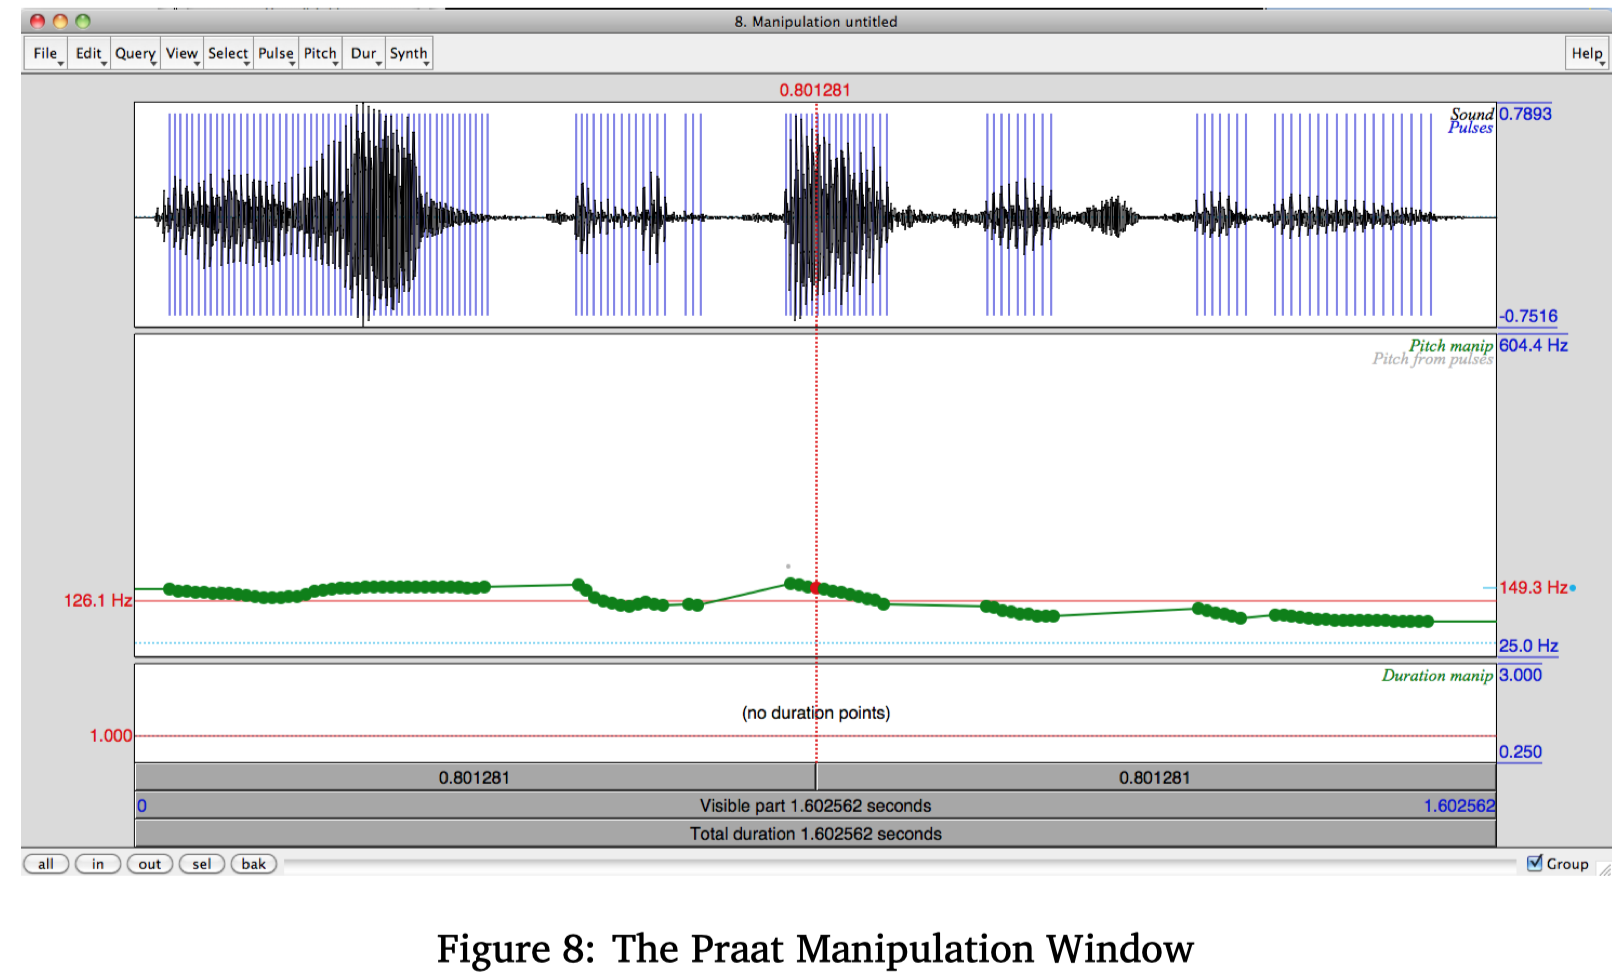 8. Manipulation untitled
File Edit Query View Select Pulse Pitch Dur Synth Help
0.801281
Sound 0.7893
Pulses
-0.7516
Pitch manip 604.4 Hz
Pitch from pulses
149.3 Hz
126.1 Hz
25.0 Hz
Duration manip 3.000
(no duration points)
1.000
0.250
0.801281 0.801281
0 Visible part 1.602562 seconds 1.602562
Total duration 1.602562 seconds
all in out sel bak Group
Figure 8: The Praat Manipulation Window